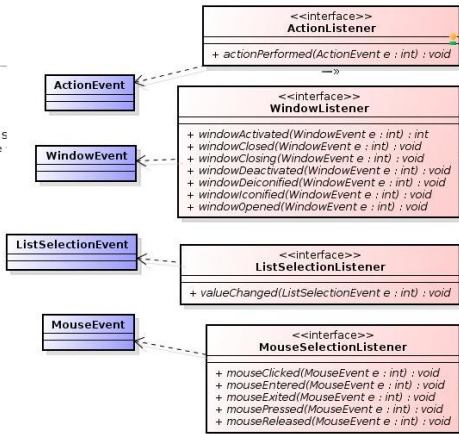 <<interface>>
ActionListener
+ actionPerformed(ActionEvent e : int) : void
—»
ActionEvent
<<interface>>
WindowListener
+ windowActivated(WindowEvent e : int) : int
+ windowClosed(WindowEvent e : int) : void
+ windowClosing(WindowEvent e : int) : void
+ windowDeactivated(WindowEvent e : int) : void
+ windowDeiconified(WindowEvent e : int) : void
+ windowIconified(WindowEvent e : int) : void
+ windowOpened(WindowEvent e : int) : void
WindowEvent
ListSelectionEvent
<<interface>>
ListSelectionListener
+ valueChanged(ListSelectionEvent e : int) : void
MouseEvent
<<interface>>
MouseSelectionListener
+ mouseClicked(MouseEvent e : int) : void
+ mouseEntered(MouseEvent e : int) : void
+ mouseExited(MouseEvent e : int) : void
+ mousePressed(MouseEvent e : int) : void
+ mouseReleased(MouseEvent e : int) : void